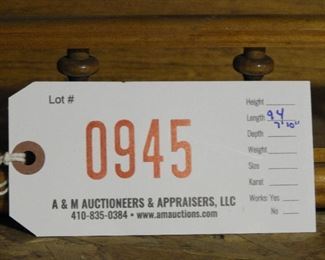 Lot #
0945
A & M AUCTIONEERS & APPRAISERS, LLC
410-835-0384 • www.amauctions.com
Height
Length 94
7'10"
Depth
Weight
Size
Karat
Works: Yes
No